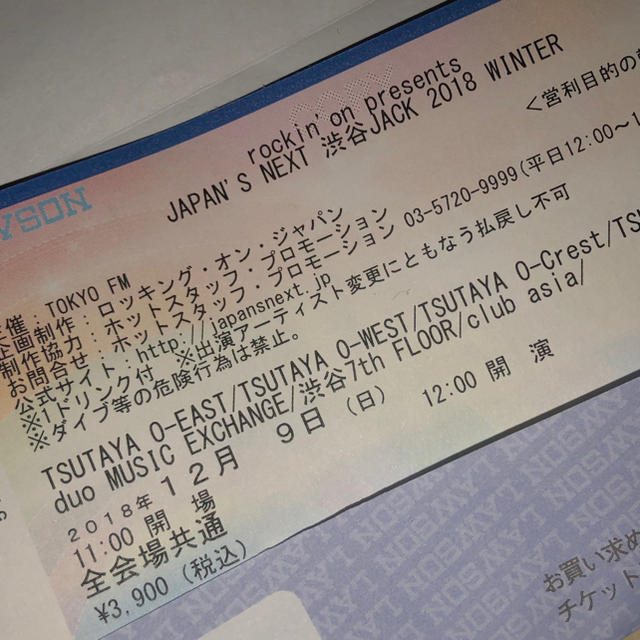 rockin'on presents
JAPAN'S NEXT 渋谷JACK 2018 WINTER
<営利目的の
催：TOKYO FM
企画制作：ロッキング・オン・ジャパン
制作協力：ホットスタッフ・プロモーション
お問合せ：ホットスタッフ・プロモーション 03-5720-9999(平日12:00〜1
公式サイト：http://japansnext.jp
※1ドリンク付 ※出演アーティスト変更にともなう払戻し不可
※ダイブ等の危険行為は禁止。
TSUTAYA O-EAST/TSUTAYA O-WEST/TSUTAYA O-Crest/TSU
duo MUSIC EXCHANGE/渋谷7th FLOOR/club asia/
2018年12月 9日(日) 12:00 開 演
11:00 開 場
全会場共通
¥3,900 (税込)
お買い求め
チケット
LAWSON LAWSON LAWSON